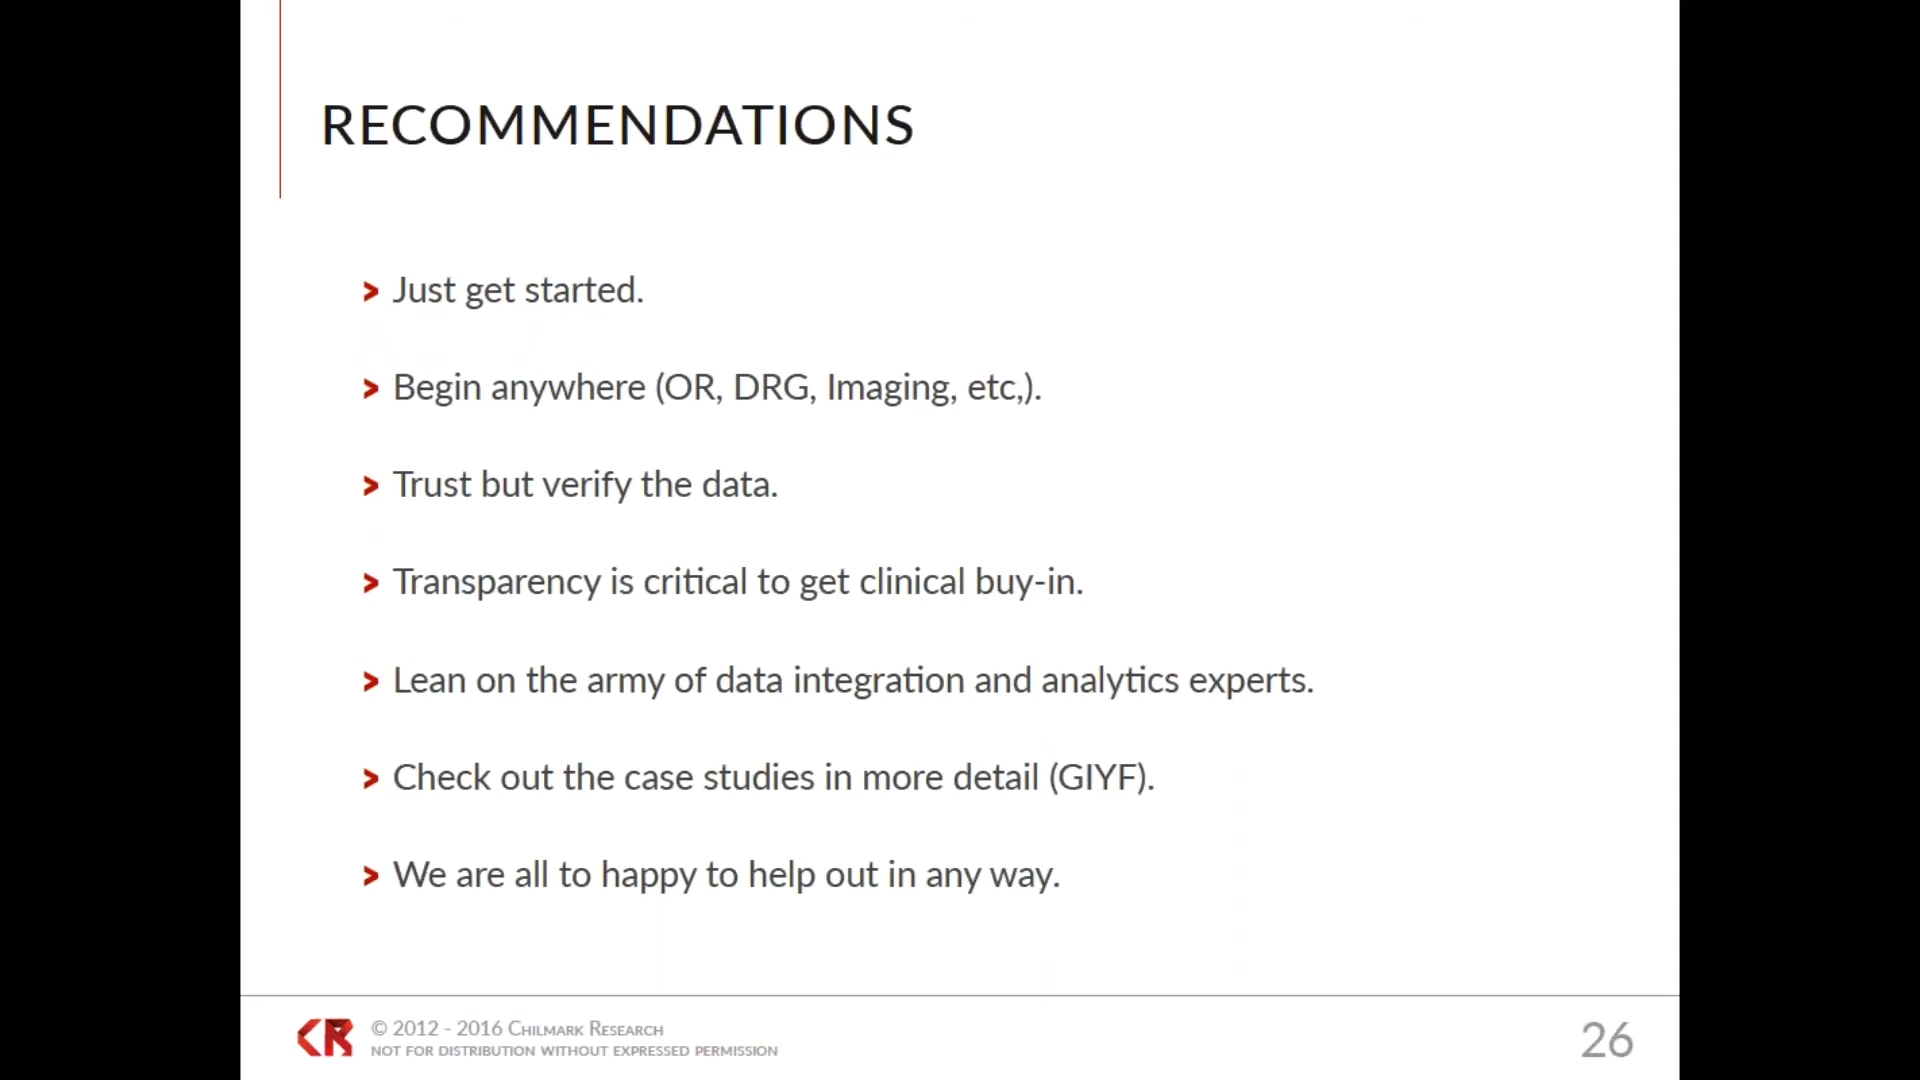 RECOMMENDATIONS
> Just get started.
> Begin anywhere (OR, DRG, Imaging, etc,).
> Trust but verify the data.
> Transparency is critical to get clinical buy-in.
> Lean on the army of data integration and analytics experts.
> Check out the case studies in more detail (GIYF).
> We are all to happy to help out in any way.
CR © 2012 - 2016 CHILMARK RESEARCH
NOT FOR DISTRIBUTION WITHOUT EXPRESSED PERMISSION
26